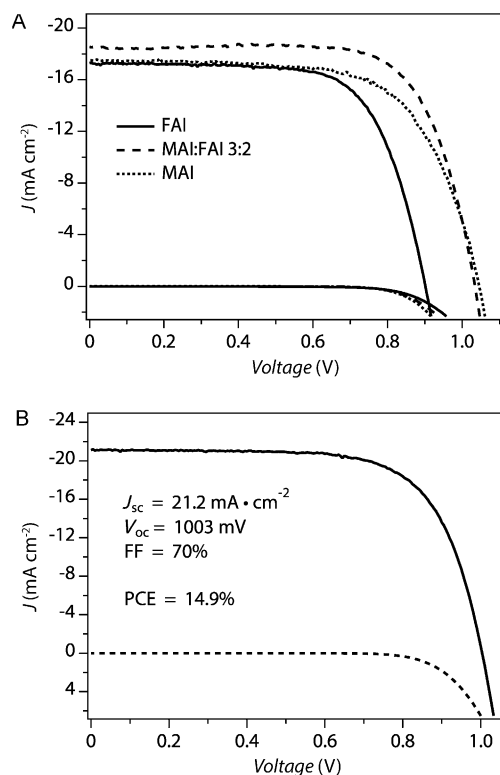 A
-20
-16
-12
-8
-4
0
J (mA cm-2)
FAI
MAI:FAI 3:2
MAI
0 0.2 0.4 0.6 0.8 1.0
Voltage (V)
B
-24
-20
-16
-12
-8
-4
0
4
J (mA cm-2)
Jsc = 21.2 mA • cm-2
Voc = 1003 mV
FF = 70%
PCE = 14.9%
0 0.2 0.4 0.6 0.8 1.0
Voltage (V)